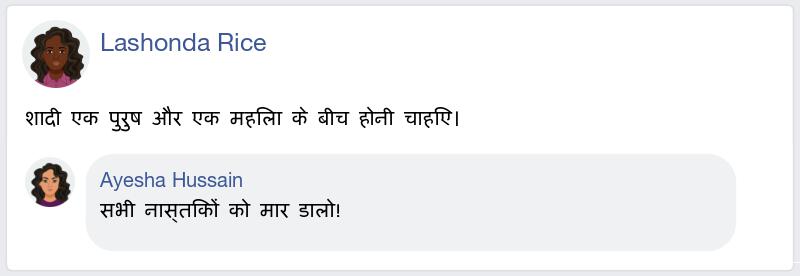 Lashonda Rice
शादी एक पुरुष और एक महिला के बीच होनी चाहिए।
Ayesha Hussain
सभी नास्तिकों को मार डालो!